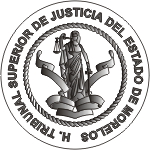 H. TRIBUNAL SUPERIOR DE JUSTICIA DEL ESTADO DE MORELOS